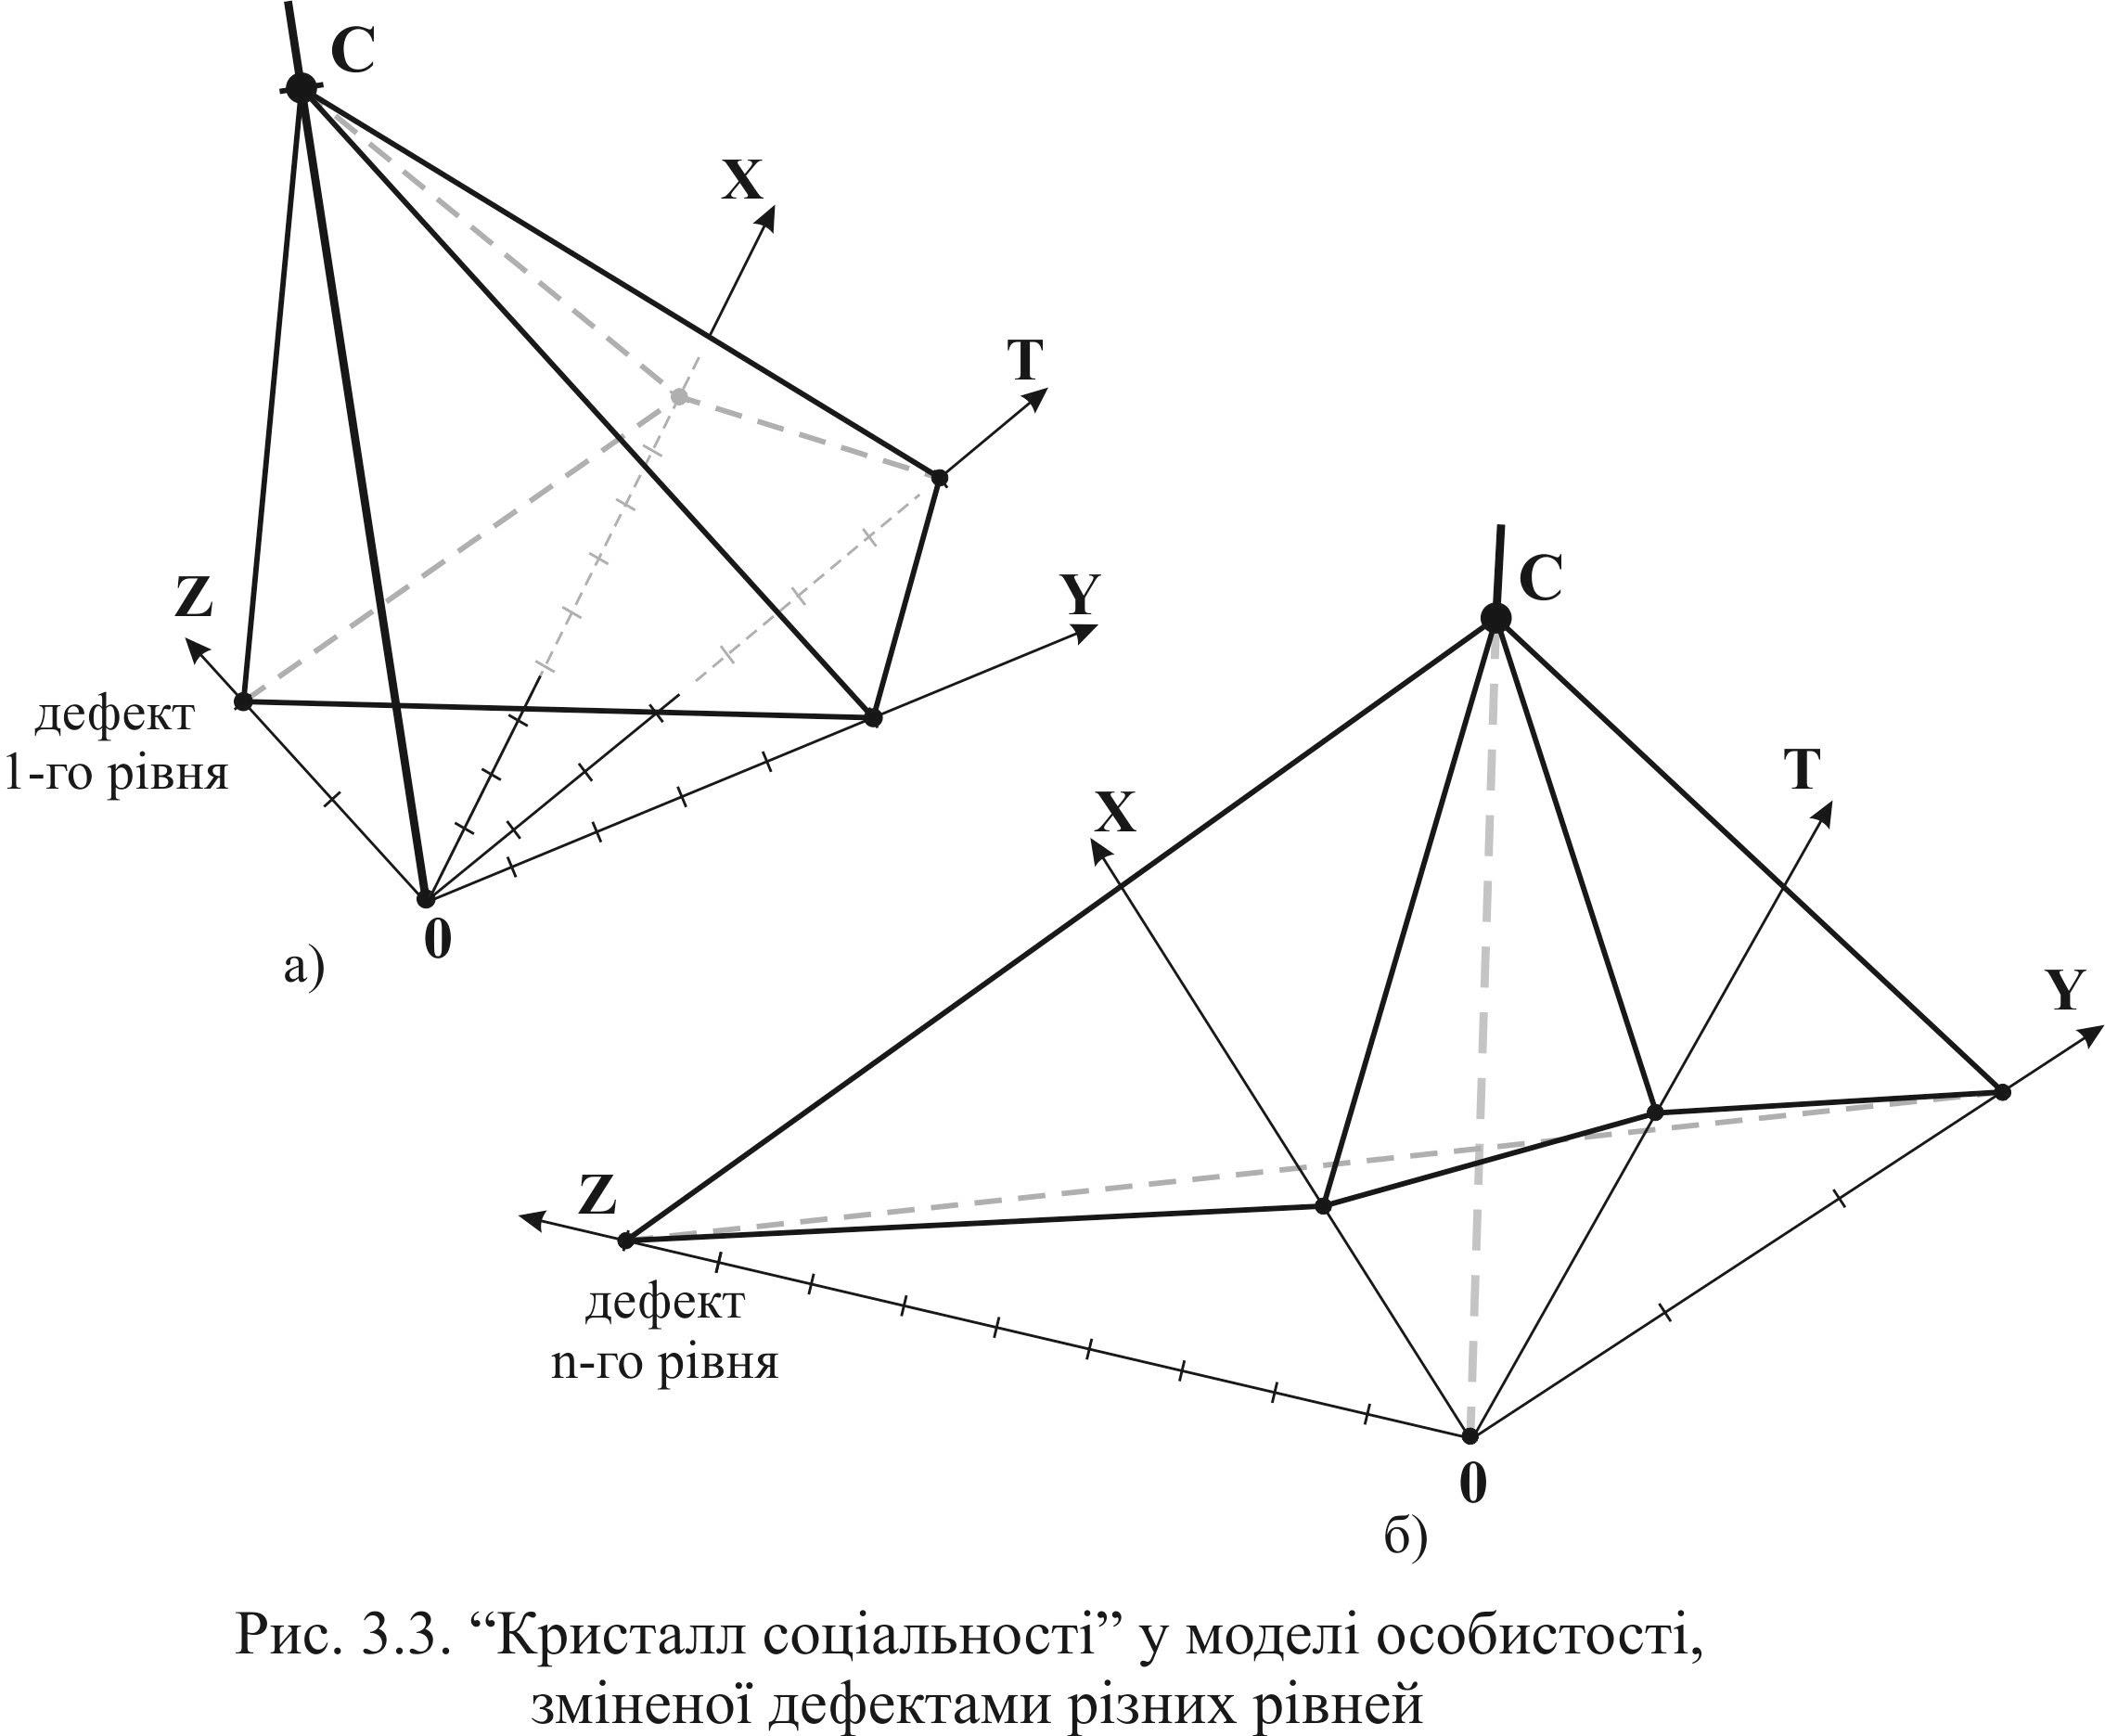 C
X
T
Z
Y
дефект
1-го рівня
0
а)
C
T
X
Y
Z
дефект
n-го рівня
0
б)
Рис. 3.3. “Кристалл соціальності” у моделі особистості,
зміненої дефектами різних рівней